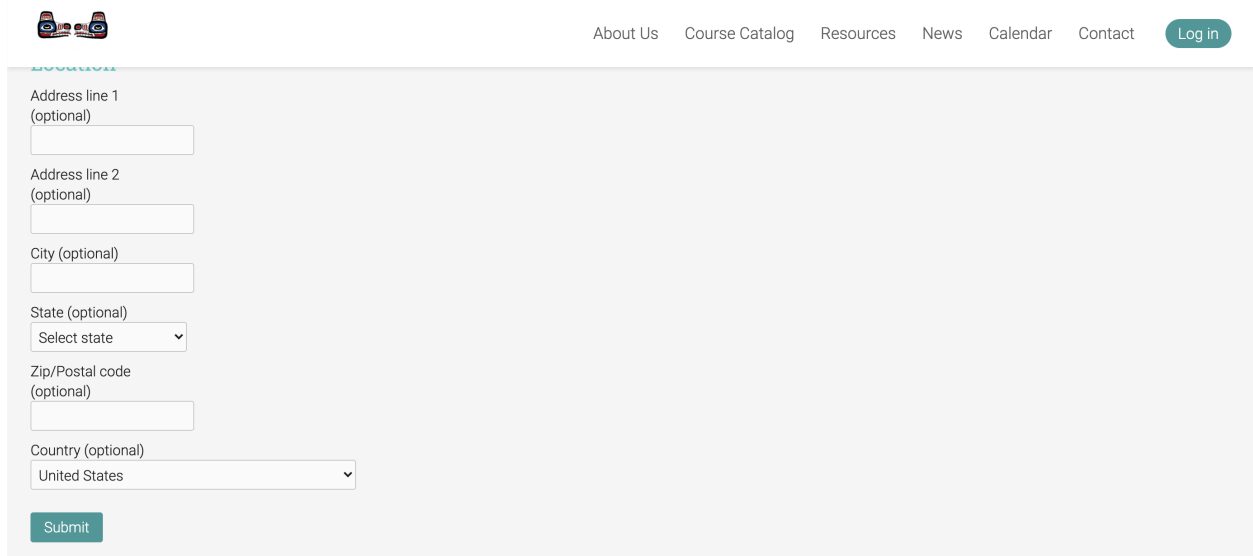 About Us Course Catalog Resources News Calendar Contact Log in
Location
Address line 1
(optional)
Address line 2
(optional)
City (optional)
State (optional)
Select state
Zip/Postal code
(optional)
Country (optional)
United States
Submit